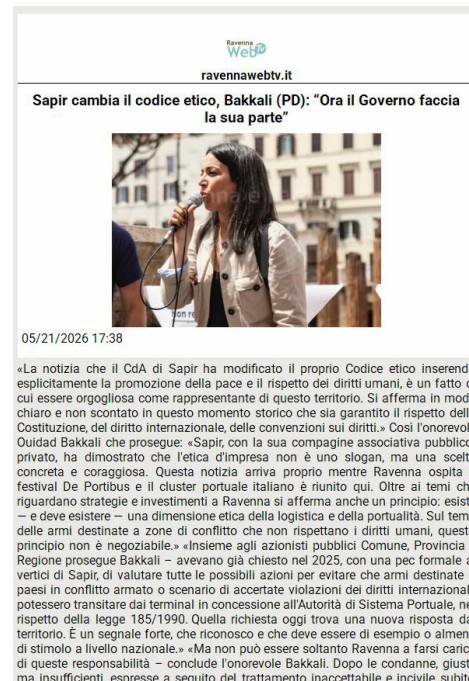 Ravenna
Web tv
ravennawebtv.it
Sapir cambia il codice etico, Bakkali (PD): “Ora il Governo faccia
la sua parte”
non re
05/21/2026 17:38
«La notizia che il CdA di Sapir ha modificato il proprio Codice etico inserend
esplicitamente la promozione della pace e il rispetto dei diritti umani, è un fatto d
cui essere orgogliosa come rappresentante di questo territorio. Si afferma in mod
chiaro e non scontato in questo momento storico che sia garantito il rispetto dell
Costituzione, del diritto internazionale, delle convenzioni sui diritti.» Così l'onorevol
Ouidad Bakkali che prosegue: «Sapir, con la sua compagine associativa pubblico
privato, ha dimostrato che l'etica d'impresa non è uno slogan, ma una scelt
concreta e coraggiosa. Questa notizia arriva proprio mentre Ravenna ospita
festival De Portibus e il cluster portuale italiano è riunito qui. Oltre ai temi ch
riguardano strategie e investimenti a Ravenna si afferma anche un principio: esist
— e deve esistere — una dimensione etica della logistica e della portualità. Sul tem
delle armi destinate a zone di conflitto che non rispettano i diritti umani, quest
principio non è negoziabile.» «Insieme agli azionisti pubblici Comune, Provincia
Regione prosegue Bakkali – avevano già chiesto nel 2025, con una pec formale a
vertici di Sapir, di valutare tutte le possibili azioni per evitare che armi destinate
paesi in conflitto armato o scenario di accertate violazioni dei diritti internazional
potessero transitare dai terminal in concessione all'Autorità di Sistema Portuale, ne
rispetto della legge 185/1990. Quella richiesta oggi trova una nuova risposta da
territorio. È un segnale forte, che riconosco e che deve essere di esempio o almen
di stimolo a livello nazionale.» «Ma non può essere soltanto Ravenna a farsi caric
di queste responsabilità – conclude l'onorevole Bakkali. Dopo le condanne, giust
ma insufficienti, espresse a seguito del trattamento inaccettabile e incivile subit